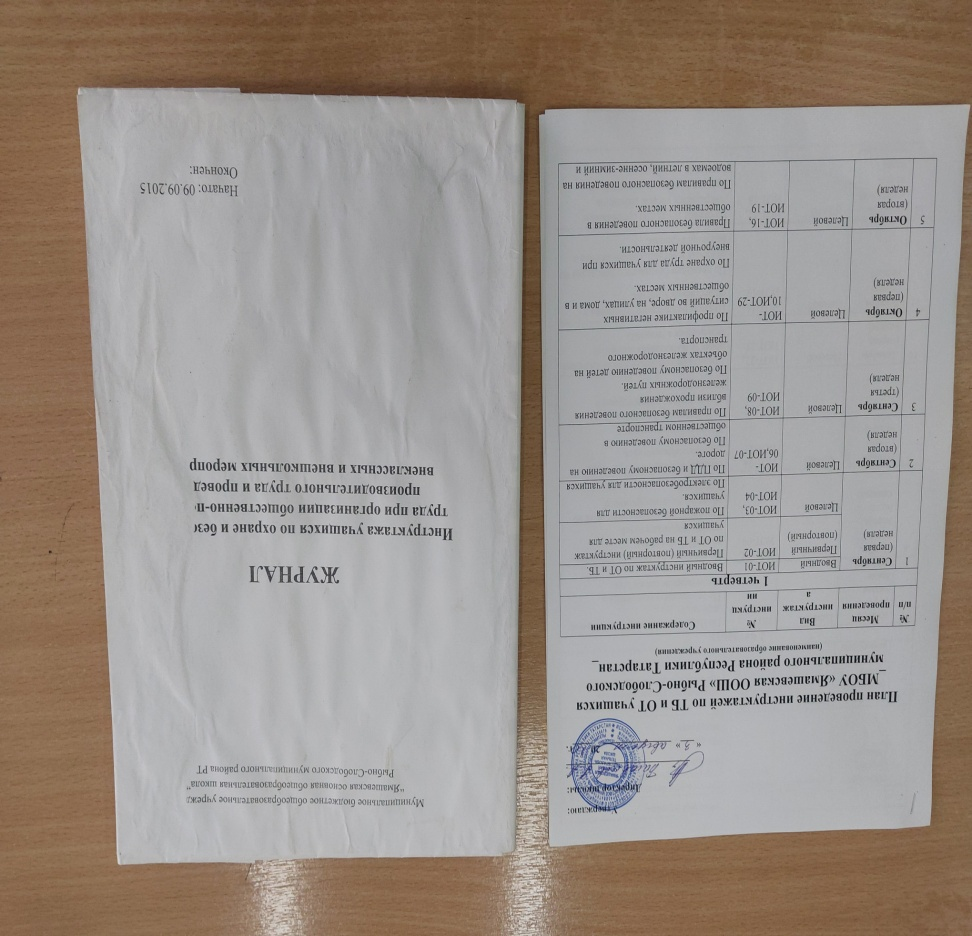 Утверждаю:
Директор школы:
План проведение инструктажей по ТБ и ОТ учащихся
_МБОУ «Ямашевская ООШ» Рыбно-Слободского
муниципального района Республики Татарстан_
(наименование образовательного учреждения)
№ п/п Месяц проведения Вид инструктаж а № инструкц ии Содержание инструкции
1 четверть
1 Сентябрь (первая неделя) Вводный ИОТ-01 Вводный инструктаж по ОТ и ТБ,
Первичный (повторный) ИОТ-02 Первичный (повторный) инструктаж
по ОТ и ТБ на рабочем месте для
учащихся
Целевой ИОТ-03, ИОТ-04 По пожарной безопасности для
учащихся.
По электробезопасности для учащихся
2 Сентябрь (вторая неделя) Целевой ИОТ-06,ИОТ-07 По ПДД и безопасному поведению на
дороге.
По безопасному поведению в
общественном транспорте
3 Сентябрь (третья неделя) Целевой ИОТ-08, ИОТ-09 По правилам безопасного поведения
вблизи прохождения
железнодорожных путей.
По безопасному поведению детей на
объектах железнодорожного
транспорта.
4 Октябрь (первая неделя) Целевой ИОТ-10,ИОТ-29 По профилактике негативных
ситуаций во дворе, на улицах, дома и в
общественных местах.
По охране труда для учащихся при
внеурочной деятельности.
5 Октябрь (вторая неделя) Целевой ИОТ-16, ИОТ-19 Правила безопасного поведения в
общественных местах.
По правилам безопасного поведения на
водоемах в летний, осенне-зимний и
Муниципальное бюджетное общеобразовательное учрежд
"Ямашевская основная общеобразовательная школа"
Рыбно-Слободского муниципального района РТ
ЖУРНАЛ
Инструктажа учащихся по охране и без
труда при организации общественно-п
производительного труда и провед
внеклассных и внешкольных меропр
Начато: 09.09.2015
Окончен: